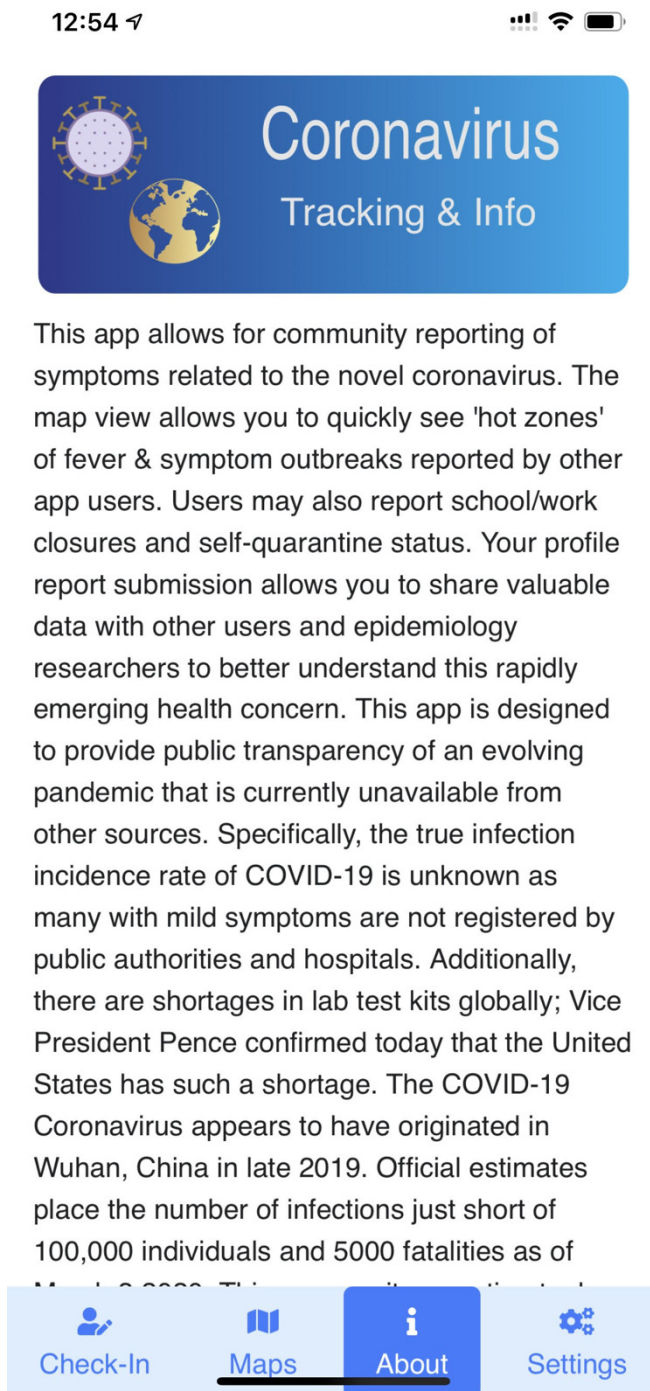 12:54
Coronavirus
Tracking & Info
This app allows for community reporting of
symptoms related to the novel coronavirus. The
map view allows you to quickly see 'hot zones'
of fever & symptom outbreaks reported by other
app users. Users may also report school/work
closures and self-quarantine status. Your profile
report submission allows you to share valuable
data with other users and epidemiology
researchers to better understand this rapidly
emerging health concern. This app is designed
to provide public transparency of an evolving
pandemic that is currently unavailable from
other sources. Specifically, the true infection
incidence rate of COVID-19 is unknown as
many with mild symptoms are not registered by
public authorities and hospitals. Additionally,
there are shortages in lab test kits globally; Vice
President Pence confirmed today that the United
States has such a shortage. The COVID-19
Coronavirus appears to have originated in
Wuhan, China in late 2019. Official estimates
place the number of infections just short of
100,000 individuals and 5000 fatalities as of
Check-In
Maps
About
Settings